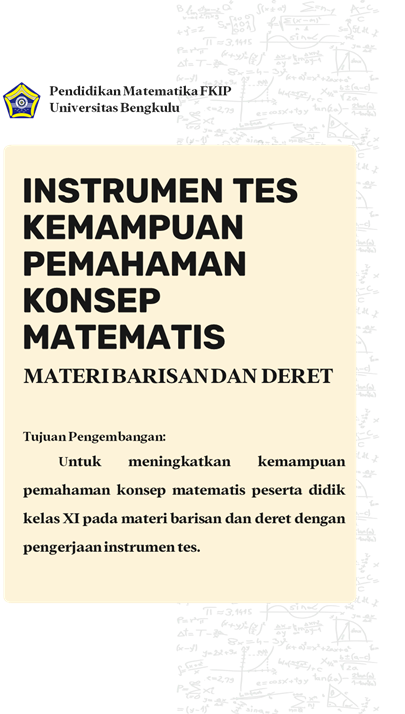 Pendidikan Matematika FKIP
Universitas Bengkulu
INSTRUMEN TES
KEMAMPUAN
PEMAHAMAN
KONSEP
MATEMATIS
MATERI BARISAN DAN DERET
Tujuan Pengembangan:
Untuk meningkatkan kemampuan
pemahaman konsep matematis peserta didik
kelas XI pada materi barisan dan deret dengan
pengerjaan instrumen tes.